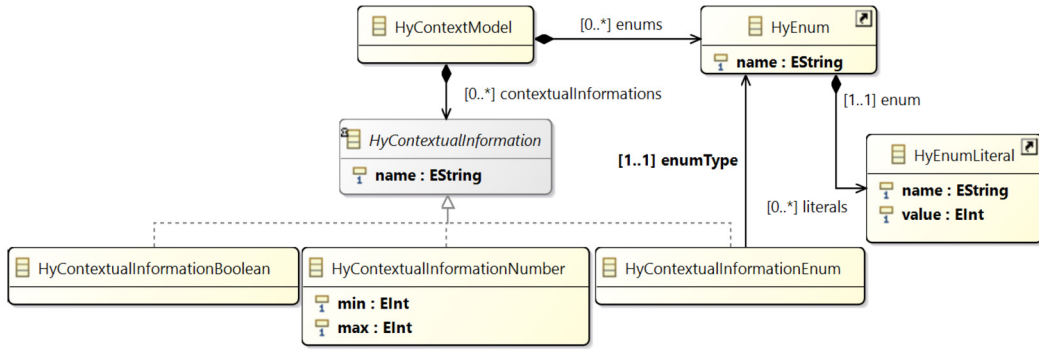 HyContextModel
[0..*] enums
HyEnum
name : EString
[0..*] contextualInformations
[1..1] enum
HyContextualInformation
name : EString
[1..1] enumType
HyEnumLiteral
name : EString
value : EInt
[0..*] literals
HyContextualInformationBoolean
HyContextualInformationNumber
min : EInt
max : EInt
HyContextualInformationEnum